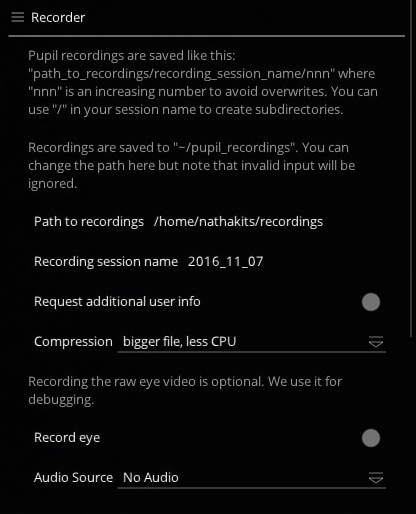 Recorder
Pupil recordings are saved like this:
"path_to_recordings/recording_session_name/nnn" where
"nnn" is an increasing number to avoid overwrites. You can
use "/" in your session name to create subdirectories.
Recordings are saved to "~/pupil_recordings". You can
change the path here but note that invalid input will be
ignored.
Path to recordings /home/nathakits/recordings
Recording session name 2016_11_07
Request additional user info
Compression bigger file, less CPU
Recording the raw eye video is optional. We use it for
debugging.
Record eye
Audio Source No Audio